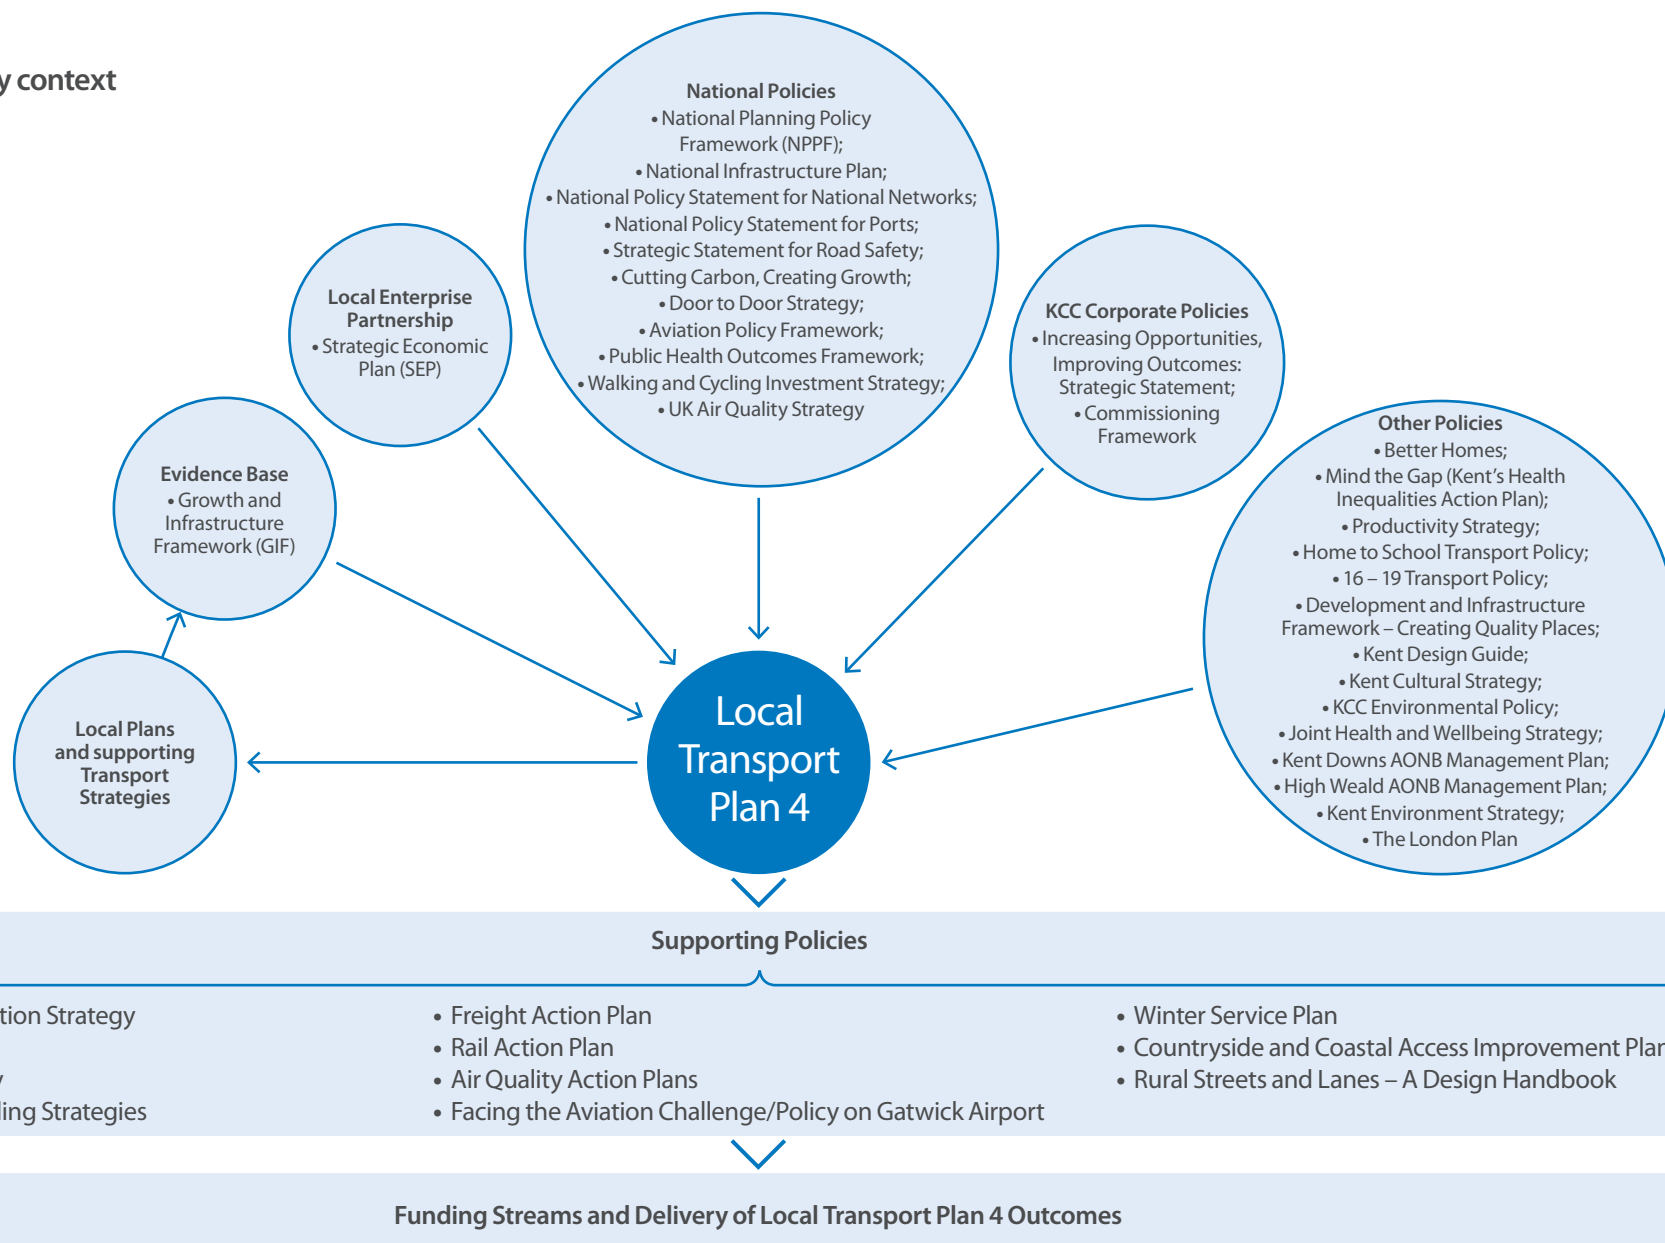 y context
National Policies
• National Planning Policy
Framework (NPPF);
• National Infrastructure Plan;
• National Policy Statement for National Networks;
• National Policy Statement for Ports;
• Strategic Statement for Road Safety;
• Cutting Carbon, Creating Growth;
• Door to Door Strategy;
• Aviation Policy Framework;
• Public Health Outcomes Framework;
• Walking and Cycling Investment Strategy;
• UK Air Quality Strategy
Local Enterprise
Partnership
• Strategic Economic
Plan (SEP)
KCC Corporate Policies
• Increasing Opportunities,
Improving Outcomes:
Strategic Statement;
• Commissioning
Framework
Evidence Base
• Growth and
Infrastructure
Framework (GIF)
Other Policies
• Better Homes;
• Mind the Gap (Kent's Health
Inequalities Action Plan);
• Productivity Strategy;
• Home to School Transport Policy;
• 16 – 19 Transport Policy;
• Development and Infrastructure
Framework – Creating Quality Places;
• Kent Design Guide;
• Kent Cultural Strategy;
• KCC Environmental Policy;
• Joint Health and Wellbeing Strategy;
• Kent Downs AONB Management Plan;
• High Weald AONB Management Plan;
• Kent Environment Strategy;
• The London Plan
Local Plans
and supporting
Transport
Strategies
Local
Transport
Plan 4
Supporting Policies
tion Strategy
y
ling Strategies
• Freight Action Plan
• Rail Action Plan
• Air Quality Action Plans
• Facing the Aviation Challenge/Policy on Gatwick Airport
• Winter Service Plan
• Countryside and Coastal Access Improvement Plan
• Rural Streets and Lanes – A Design Handbook
Funding Streams and Delivery of Local Transport Plan 4 Outcomes